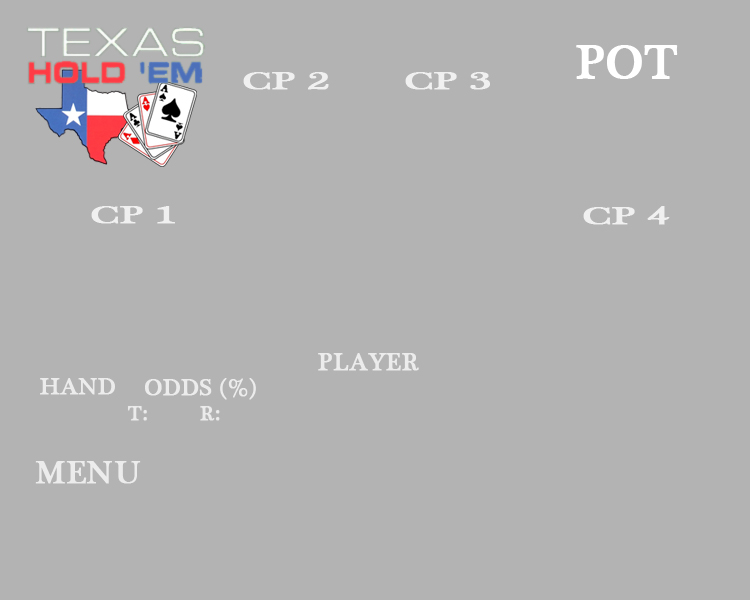 TEXAS
HOLD 'EM
CP 2
CP 3
POT
A
A
A
A
A
A
CP 1
CP 4
PLAYER
HAND
ODDS (%)
T:
R:
MENU